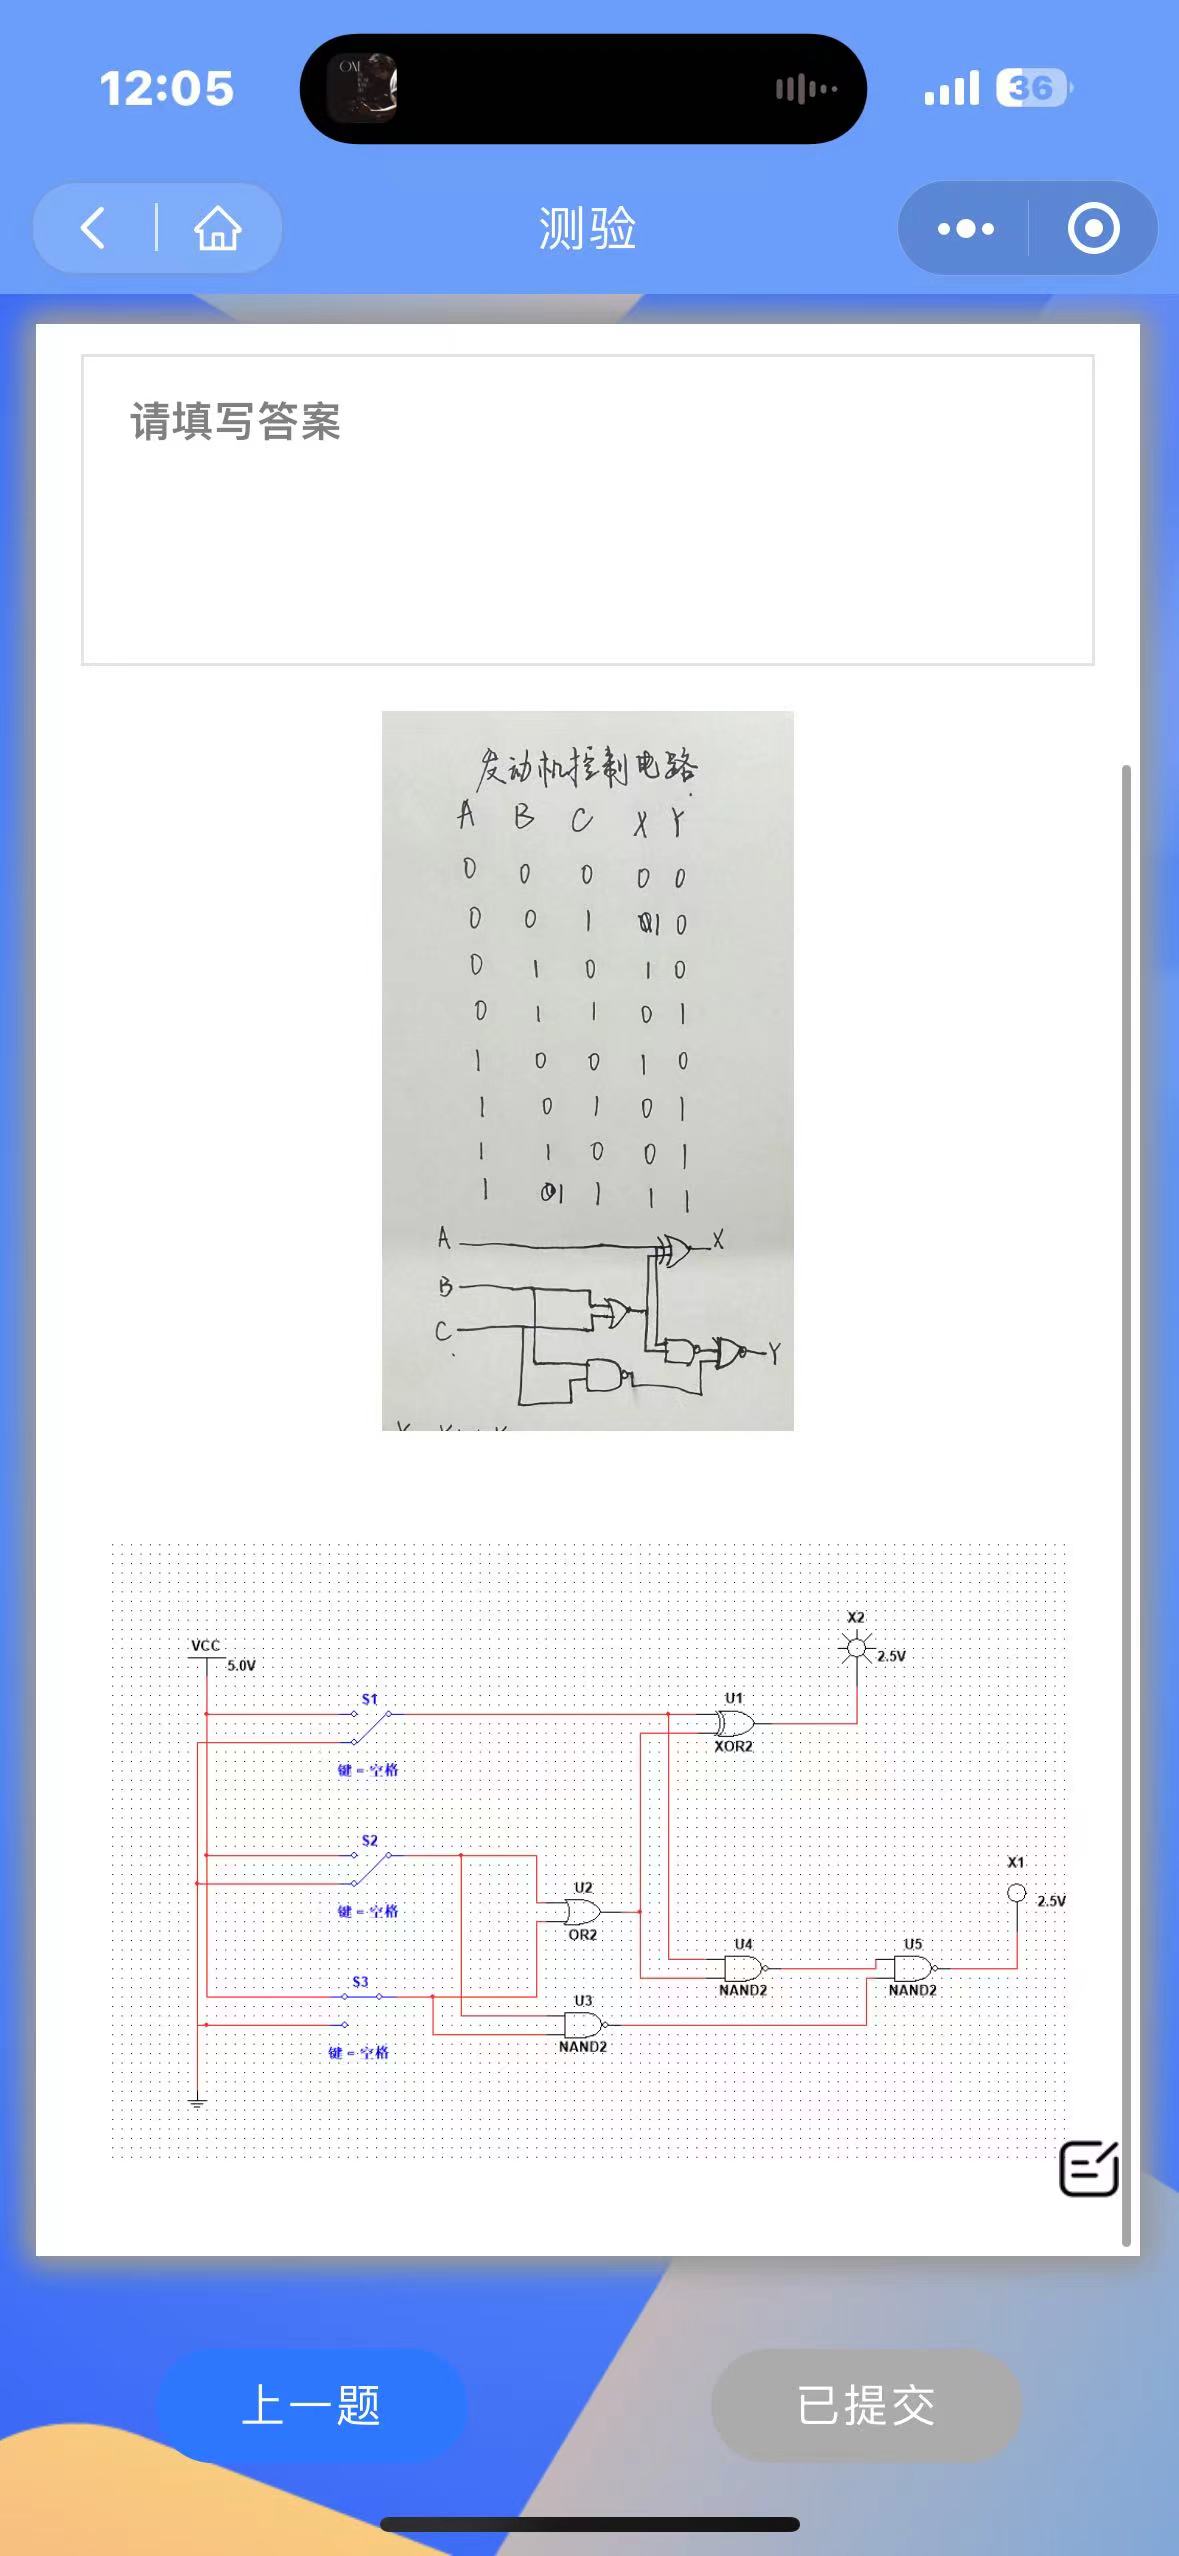 12:05
36
测验
请填写答案
发动机控制电路
A B C X Y
0 0 0 0 0
0 0 1 1 0
0 1 0 1 0
0 1 1 0 1
1 0 0 1 0
1 0 1 0 1
1 1 0 0 1
1 1 1 1 1
A
X
B
C
Y
X2
2.5V
VCC
5.0V
S1
U1
XOR2
键 = 空格
S2
X1
2.5V
U2
OR2
键 = 空格
U4
NAND2
U5
NAND2
S3
U3
NAND2
键 = 空格
上一题
已提交